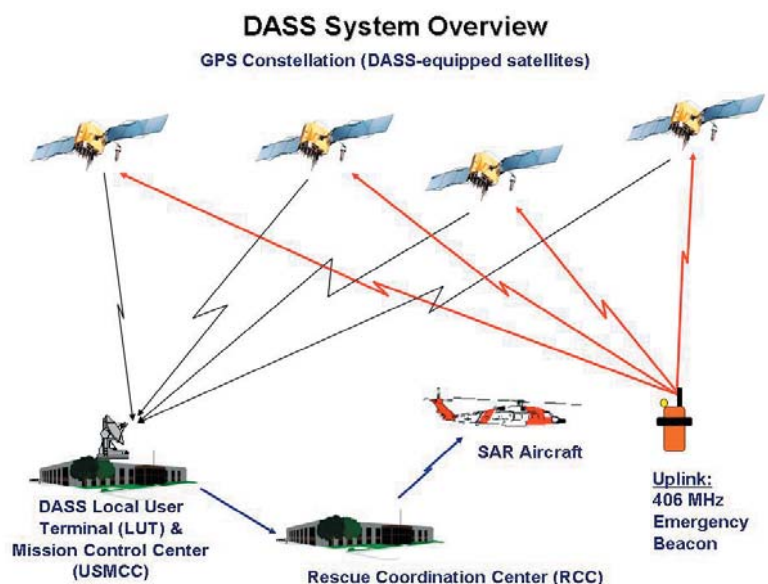 DASS System Overview
GPS Constellation (DASS-equipped satellites)
SAR Aircraft
Uplink:
406 MHz
Emergency
Beacon
DASS Local User
Terminal (LUT) &
Mission Control Center
(USMCC)
Rescue Coordination Center (RCC)